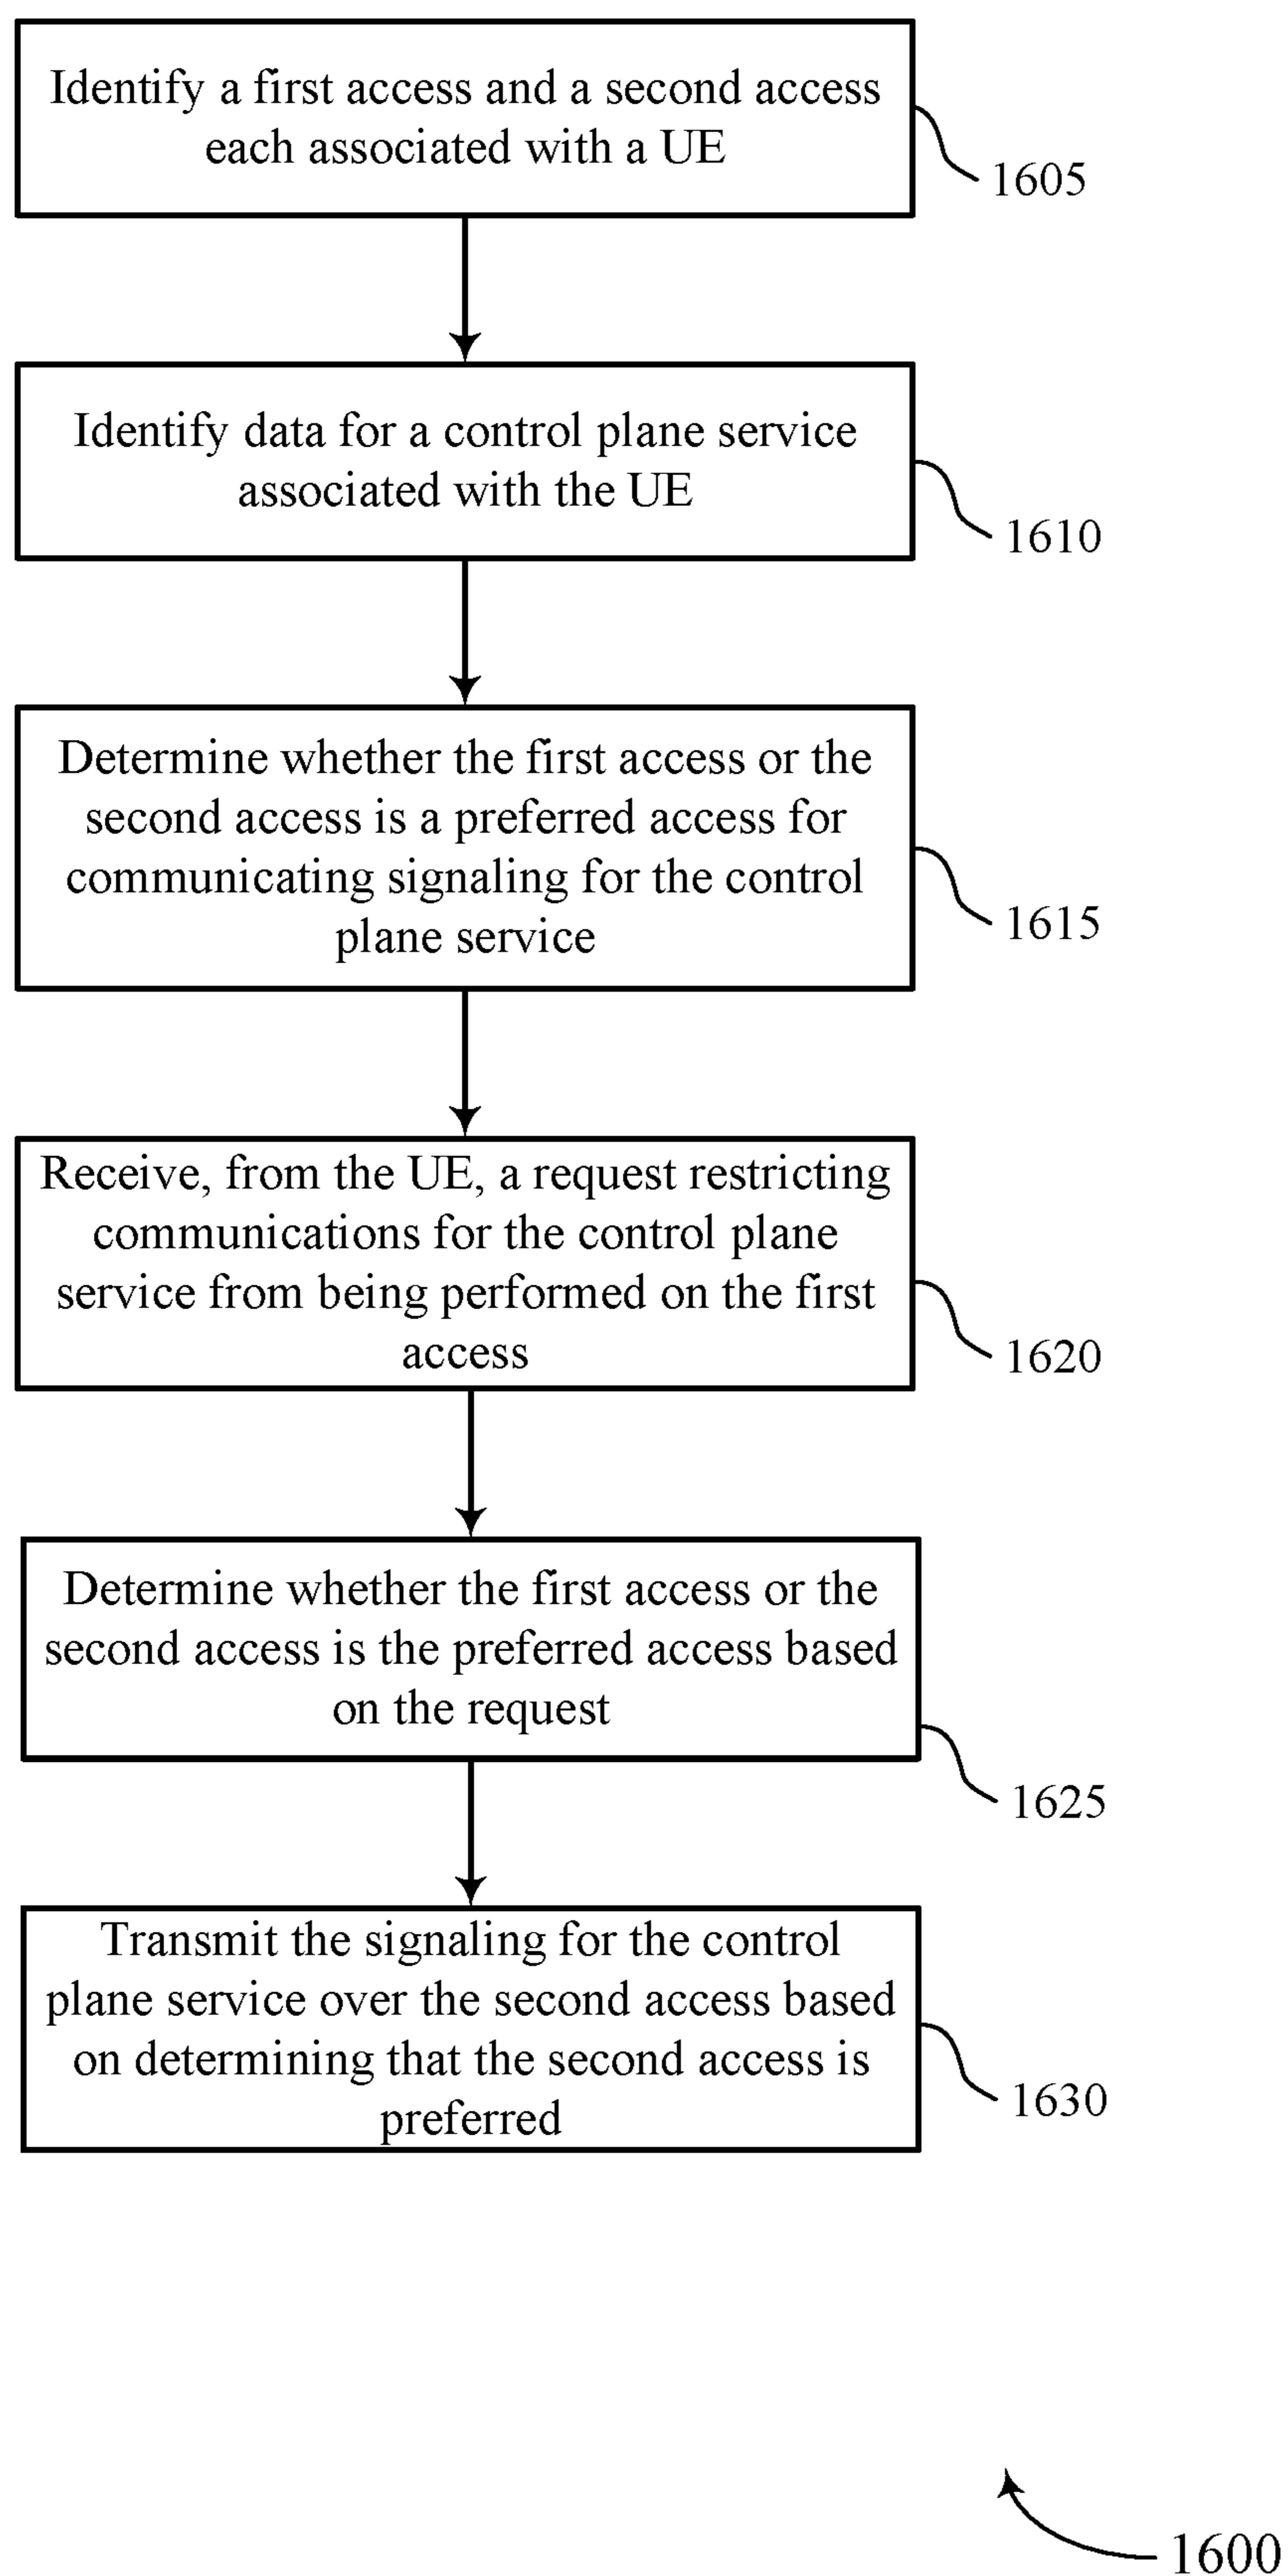 Identify a first access and a second access
each associated with a UE
1605
Identify data for a control plane service
associated with the UE
1610
Determine whether the first access or the
second access is a preferred access for
communicating signaling for the control
plane service
1615
Receive, from the UE, a request restricting
communications for the control plane
service from being performed on the first
access
1620
Determine whether the first access or the
second access is the preferred access based
on the request
1625
Transmit the signaling for the control
plane service over the second access based
on determining that the second access is
preferred
1630
1600